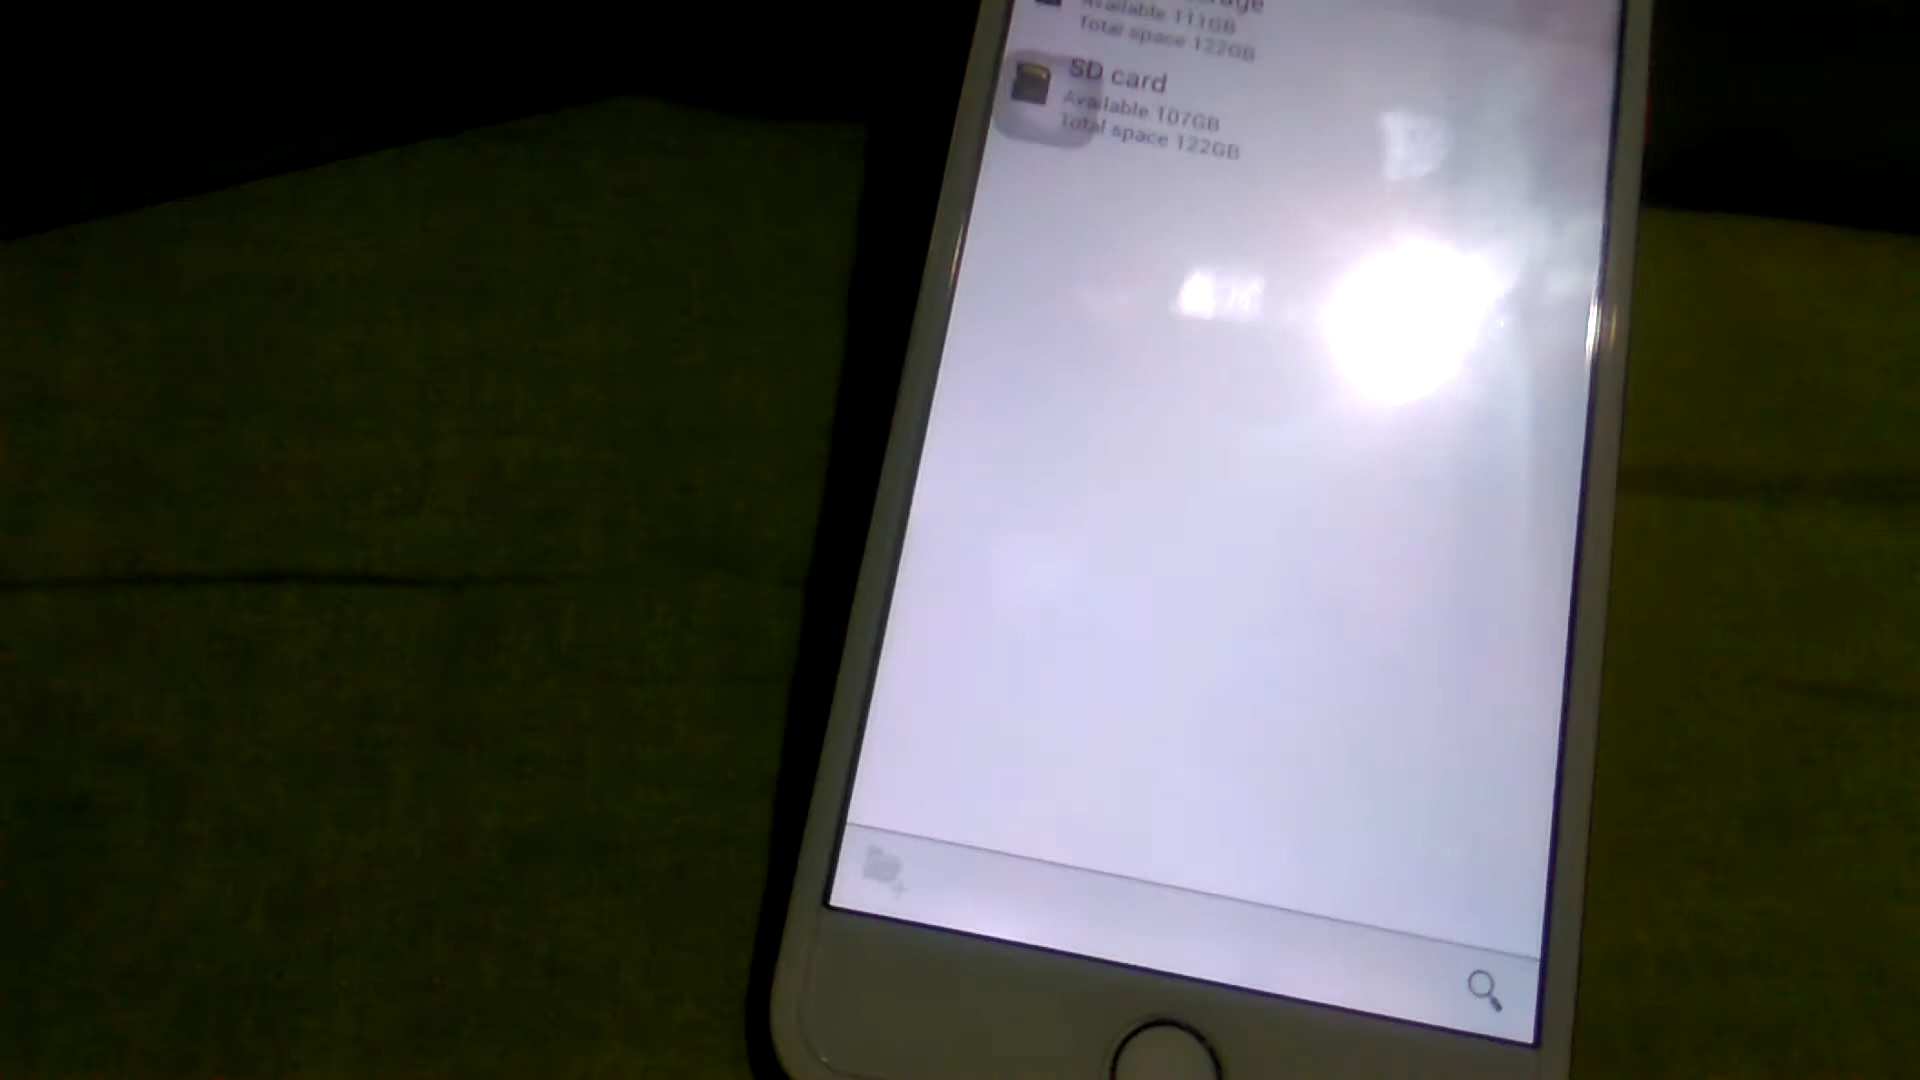 Available 111GB
Total space 122GB
SD card
Available 107GB
Total space 122GB